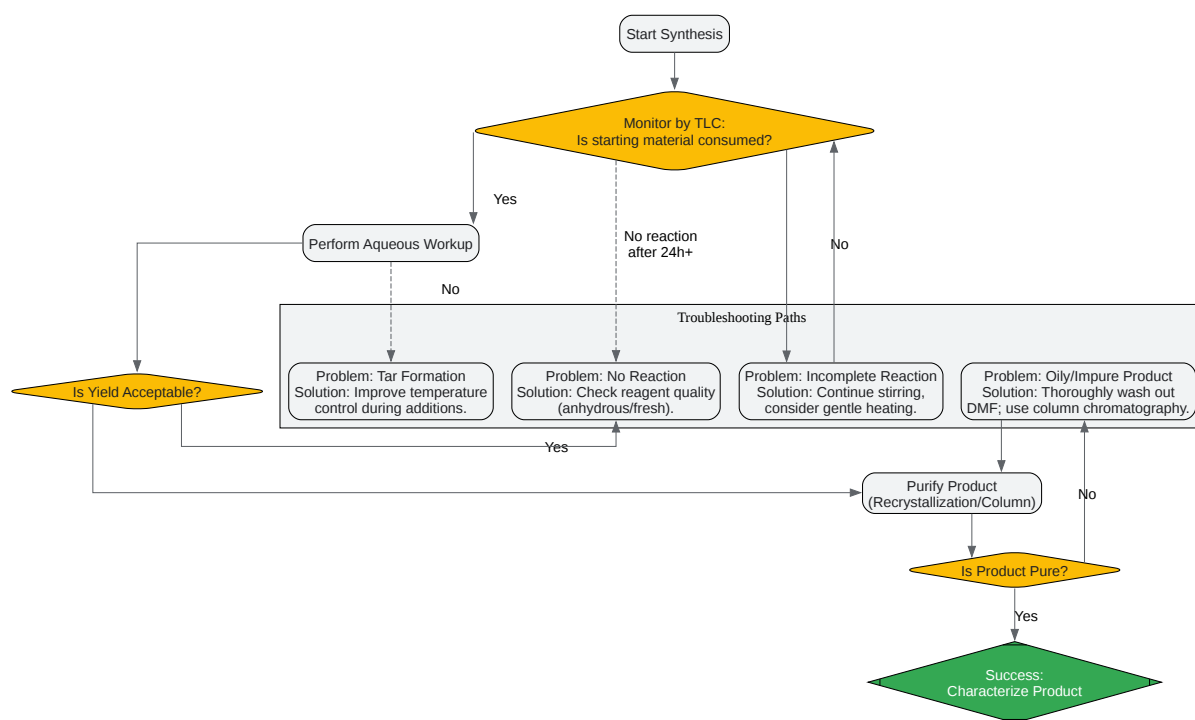 Start Synthesis
Monitor by TLC:
Is starting material consumed?
Yes
Perform Aqueous Workup
No reaction
after 24h+
No
No
Troubleshooting Paths
Problem: Tar Formation
Solution: Improve temperature
control during additions.
Problem: No Reaction
Solution: Check reagent quality
(anhydrous/fresh).
Problem: Incomplete Reaction
Solution: Continue stirring,
consider gentle heating.
Problem: Oily/Impure Product
Solution: Thoroughly wash out
DMF; use column chromatography.
Is Yield Acceptable?
Yes
Purify Product
(Recrystallization/Column)
No
Is Product Pure?
Yes
Success:
Characterize Product